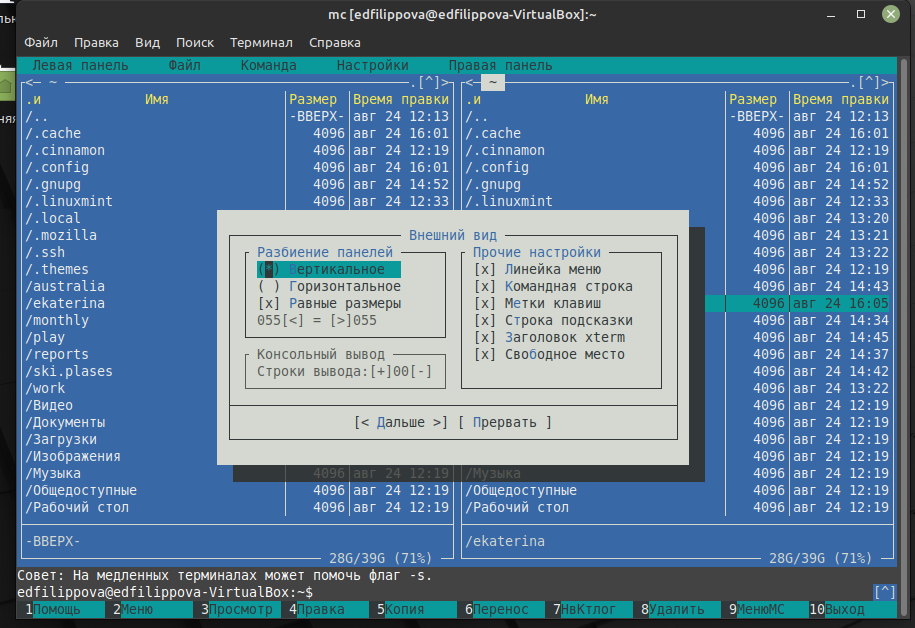 mc [edfilippova@edfilippova-VirtualBox]:~
Файл Правка Вид Поиск Терминал Справка
Левая панель Файл Команда Настройки Правая панель
<─ ~ ─.[^]>┐ <─ ~ ─.[^]>┐
.и Имя Размер Время правки .и Имя Размер Время правки
/.. -ВВЕРХ- авг 24 12:13 /.. -ВВЕРХ- авг 24 12:13
/.cache 4096 авг 24 16:01 /.cache 4096 авг 24 16:01
/.cinnamon 4096 авг 24 12:19 /.cinnamon 4096 авг 24 12:19
/.config 4096 авг 24 16:01 /.config 4096 авг 24 16:01
/.gnupg 4096 авг 24 14:52 /.gnupg 4096 авг 24 14:52
/.linuxmint 4096 авг 24 12:33 /.linuxmint 4096 авг 24 12:33
/.local 4096 авг 24 13:20
/.mozilla 4096 авг 24 13:21
/.ssh 4096 авг 24 13:22
/.themes 4096 авг 24 12:19
/australia 4096 авг 24 14:43
/ekaterina 4096 авг 24 16:05
/monthly 4096 авг 24 14:34
/play 4096 авг 24 14:45
/reports 4096 авг 24 14:37
/ski.plases 4096 авг 24 14:42
/work 4096 авг 24 13:22
/Видео 4096 авг 24 12:19
/Документы 4096 авг 24 12:19
/Загрузки 4096 авг 24 12:19
/Изображения 4096 авг 24 12:19
/Музыка 4096 авг 24 12:19 /Музыка 4096 авг 24 12:19
/Общедоступные 4096 авг 24 12:19 /Общедоступные 4096 авг 24 12:19
/Рабочий стол 4096 авг 24 12:19 /Рабочий стол 4096 авг 24 12:19
-ВВЕРХ- /ekaterina
28G/39G (71%) 28G/39G (71%)
Внешний вид
Разбиение панелей
(*) Вертикальное
( ) Горизонтальное
[x] Равные размеры
055[<] = [>]055
Консольный вывод
Строки вывода:[+]00[-]
Прочие настройки
[x] Линейка меню
[x] Командная строка
[x] Метки клавиш
[x] Строка подсказки
[x] Заголовок xterm
[x] Свободное место
[< Дальше >] [ Прервать ]
Совет: На медленных терминалах может помочь флаг -s.
edfilippova@edfilippova-VirtualBox:~$ [^]
1Помощь 2Меню 3Просмотр 4Правка 5Копия 6Перенос 7НвКтлог 8Удалить 9МенюMC 10Выход